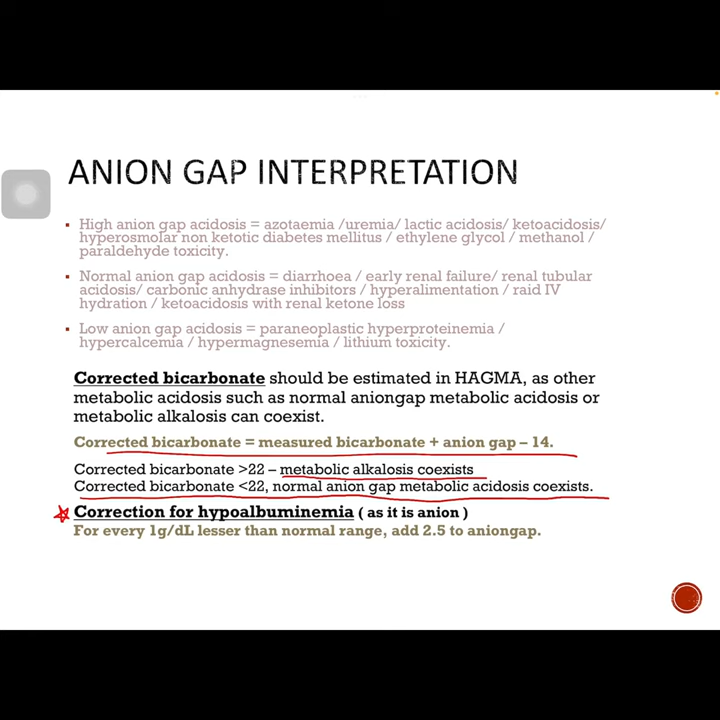 ANION GAP INTERPRETATION
▪ High anion gap acidosis = azotaemia /uremia/ lactic acidosis/ ketoacidosis/
hyperosmolar non ketotic diabetes mellitus / ethylene glycol / methanol /
paraldehyde toxicity.
▪ Normal anion gap acidosis = diarrhoea / early renal failure/ renal tubular
acidosis/ carbonic anhydrase inhibitors / hyperalimentation / raid IV
hydration / ketoacidosis with renal ketone loss
▪ Low anion gap acidosis = paraneoplastic hyperproteinemia /
hypercalcemia / hypermagnesemia / lithium toxicity.
Corrected bicarbonate should be estimated in HAGMA, as other
metabolic acidosis such as normal aniongap metabolic acidosis or
metabolic alkalosis can coexist.
Corrected bicarbonate = measured bicarbonate + anion gap – 14.
Corrected bicarbonate >22 – metabolic alkalosis coexists
Corrected bicarbonate <22, normal anion gap metabolic acidosis coexists.
Correction for hypoalbuminemia ( as it is anion )
For every 1g/dL lesser than normal range, add 2.5 to aniongap.